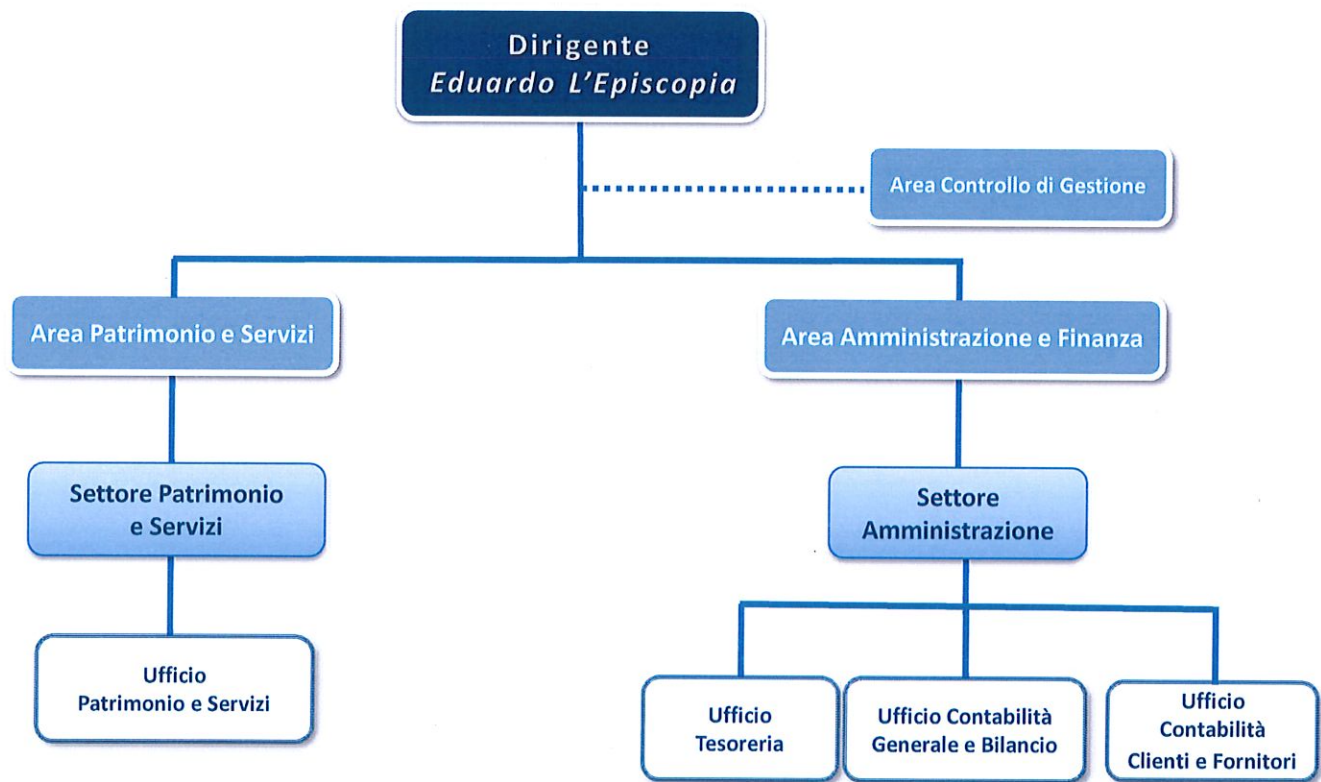 Dirigente
Eduardo L'Episcopia
Area Controllo di Gestione
Area Patrimonio e Servizi
Area Amministrazione e Finanza
Settore Patrimonio
e Servizi
Settore
Amministrazione
Ufficio
Patrimonio e Servizi
Ufficio
Tesoreria
Ufficio Contabilità
Generale e Bilancio
Ufficio
Contabilità
Clienti e Fornitori